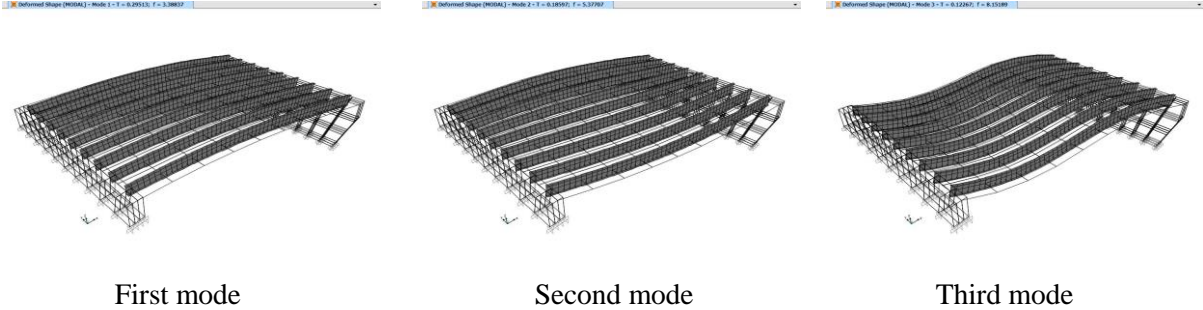 Deformed Shape (MODAL) - Mode 1 - T = 0.29513; f = 3.38837
Deformed Shape (MODAL) - Mode 2 - T = 0.18597; f = 5.37707
Deformed Shape (MODAL) - Mode 3 - T = 0.12267; f = 8.15189
First mode
Second mode
Third mode